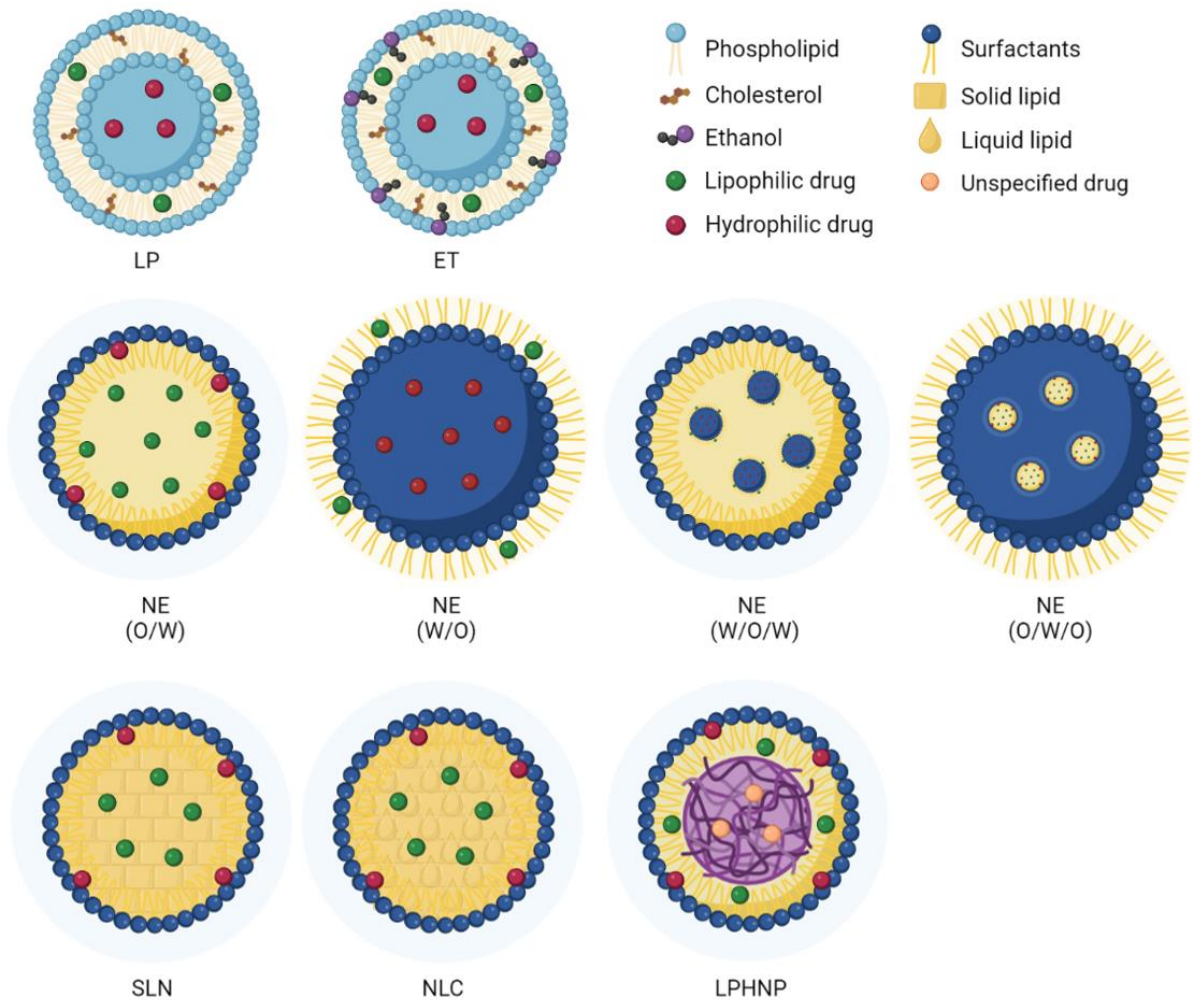 LP
ET
Phospholipid
Cholesterol
Ethanol
Lipophilic drug
Hydrophilic drug
Surfactants
Solid lipid
Liquid lipid
Unspecified drug
NE
(O/W)
NE
(W/O)
NE
(W/O/W)
NE
(O/W/O)
SLN
NLC
LPHNP